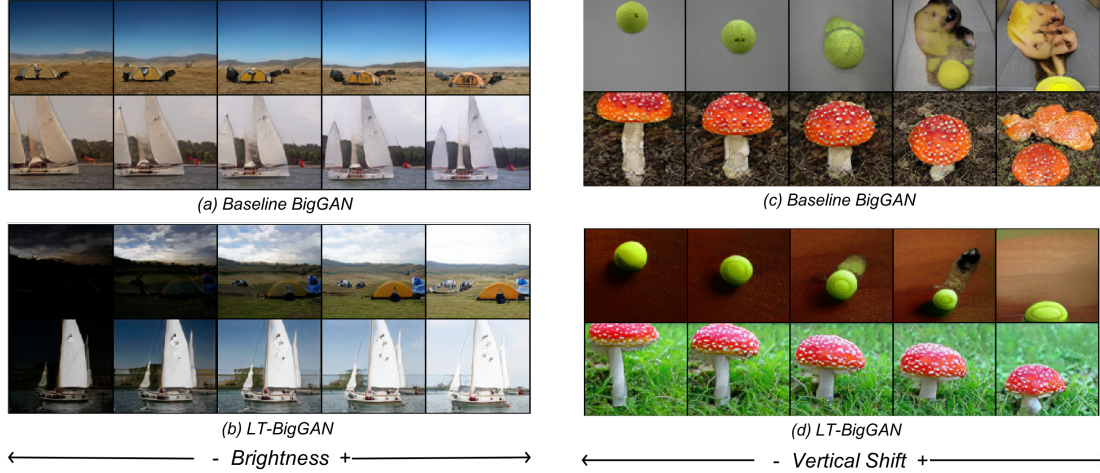 (a) Baseline BigGAN
(b) LT-BigGAN
- Brightness +
(c) Baseline BigGAN
(d) LT-BigGAN
- Vertical Shift +